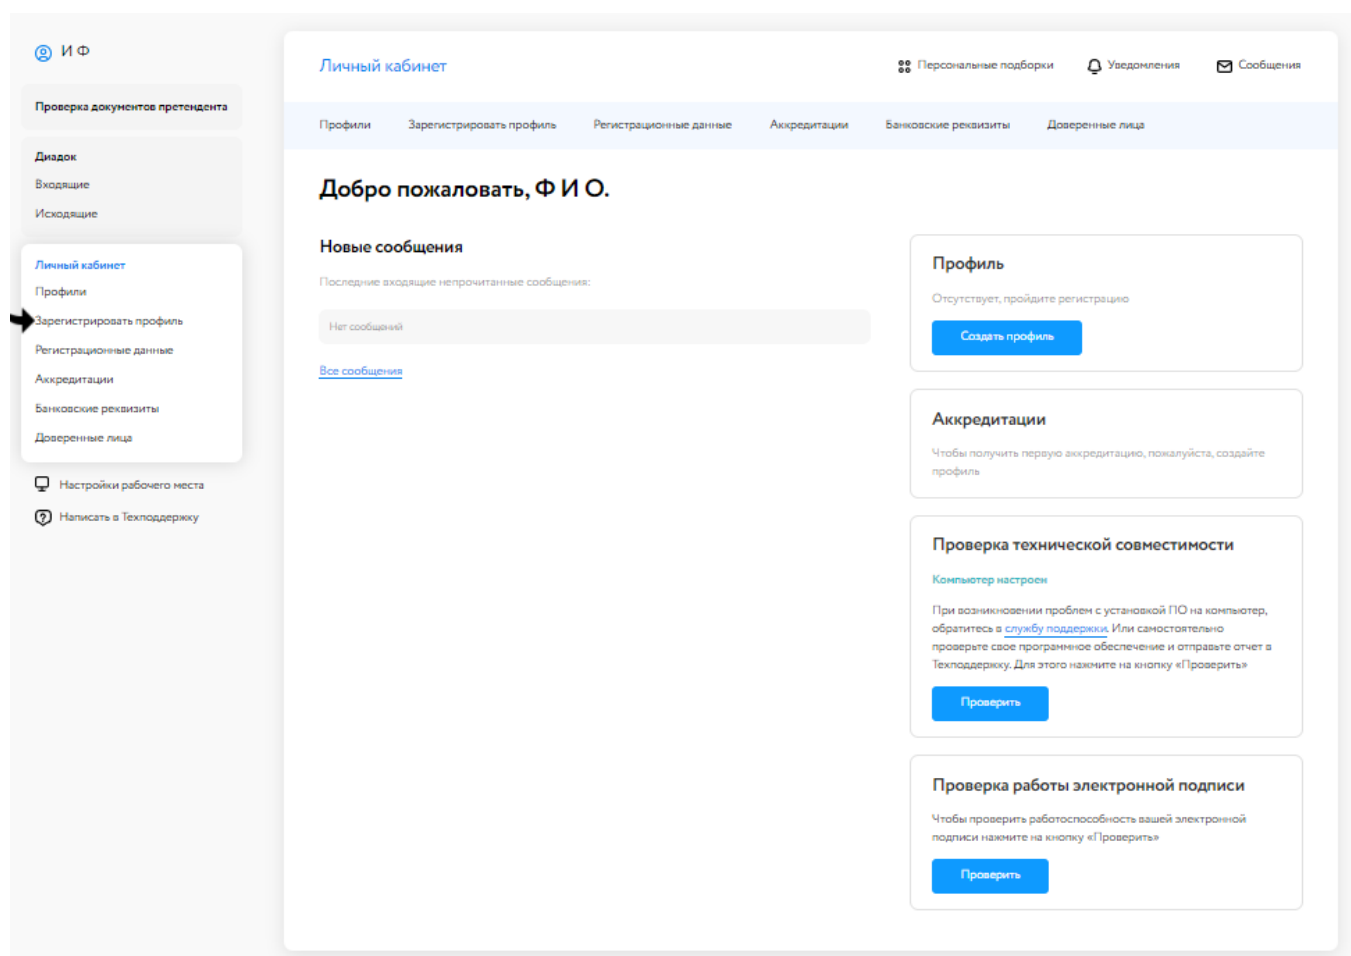 И Ф
Проверка документов претендента
Диадок
Входящие
Исходящие
Личный кабинет
Профили
Зарегистрировать профиль
Регистрационные данные
Аккредитации
Банковские реквизиты
Доверенные лица
Настройки рабочего места
Написать в Техподдержку
Личный кабинет
Персональные подборки
Уведомления
Сообщения
Профили
Зарегистрировать профиль
Регистрационные данные
Аккредитации
Банковские реквизиты
Доверенные лица
Добро пожаловать, Ф И О.
Новые сообщения
Последние входящие непрочитанные сообщения:
Нет сообщений
Все сообщения
Профиль
Отсутствует, пройдите регистрацию
Создать профиль
Аккредитации
Чтобы получить первую аккредитацию, пожалуйста, создайте
профиль
Проверка технической совместимости
Компьютер настроен
При возникновении проблем с установкой ПО на компьютер,
обратитесь в службу поддержки. Или самостоятельно
проверьте свое программное обеспечение и отправьте отчет в
Техподдержку. Для этого нажмите на кнопку «Проверить»
Проверить
Проверка работы электронной подписи
Чтобы проверить работоспособность вашей электронной
подписи нажмите на кнопку «Проверить»
Проверить